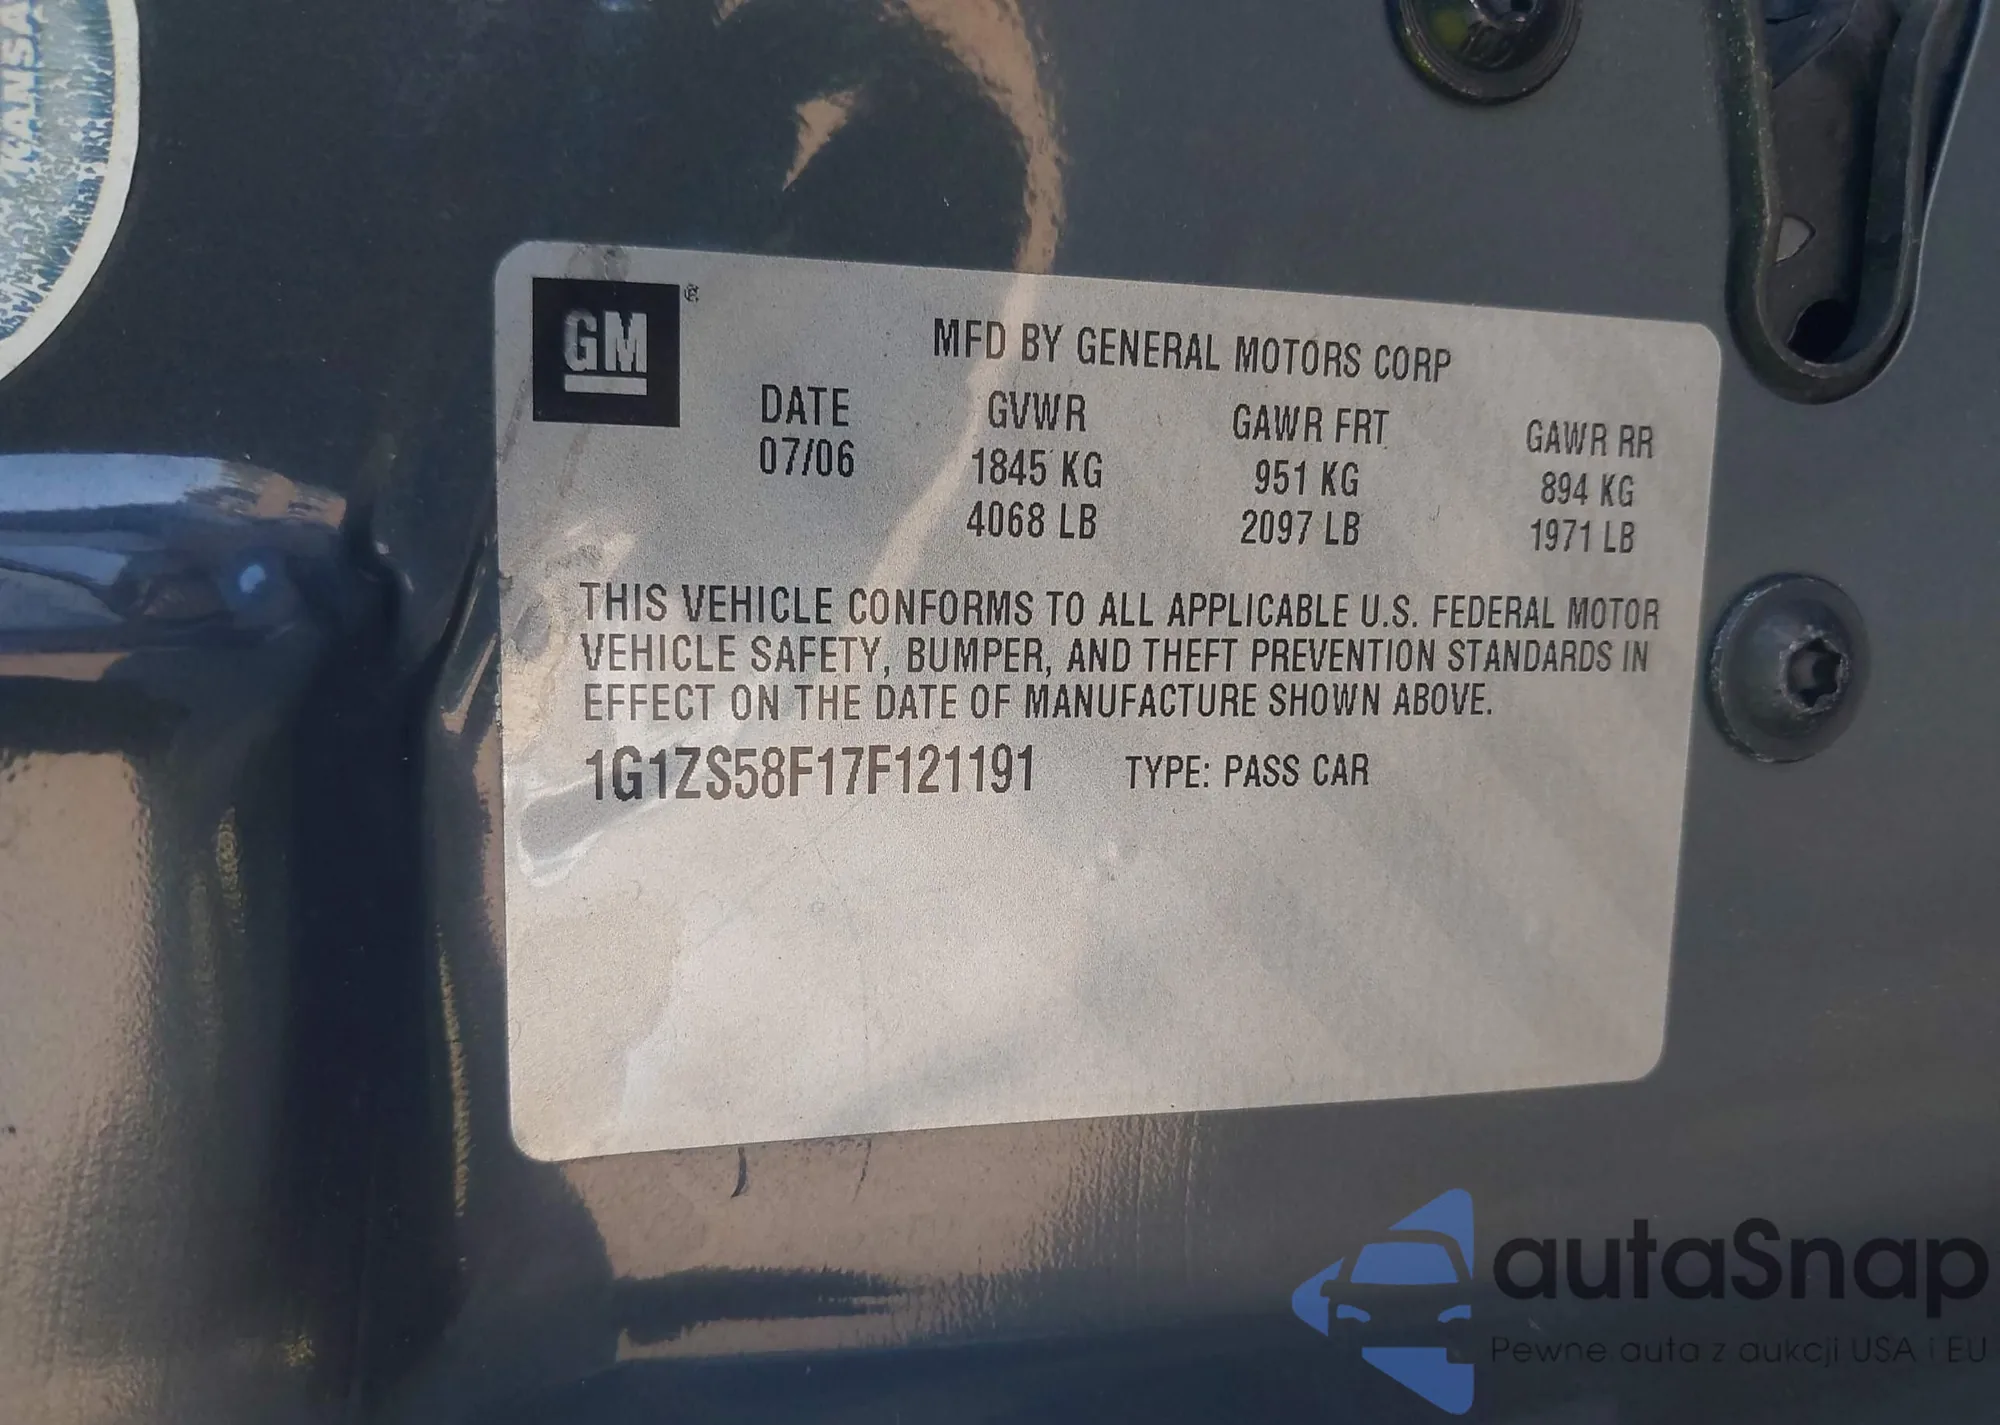 KANSA
GM
®
MFD BY GENERAL MOTORS CORP
DATE GVWR GAWR FRT GAWR RR
07/06 1845 KG 951 KG 894 KG
4068 LB 2097 LB 1971 LB
THIS VEHICLE CONFORMS TO ALL APPLICABLE U.S. FEDERAL MOTOR
VEHICLE SAFETY, BUMPER, AND THEFT PREVENTION STANDARDS IN
EFFECT ON THE DATE OF MANUFACTURE SHOWN ABOVE.
1G1ZS58F17F121191 TYPE: PASS CAR
autaSnap
Pewne auta z aukcji USA i EU